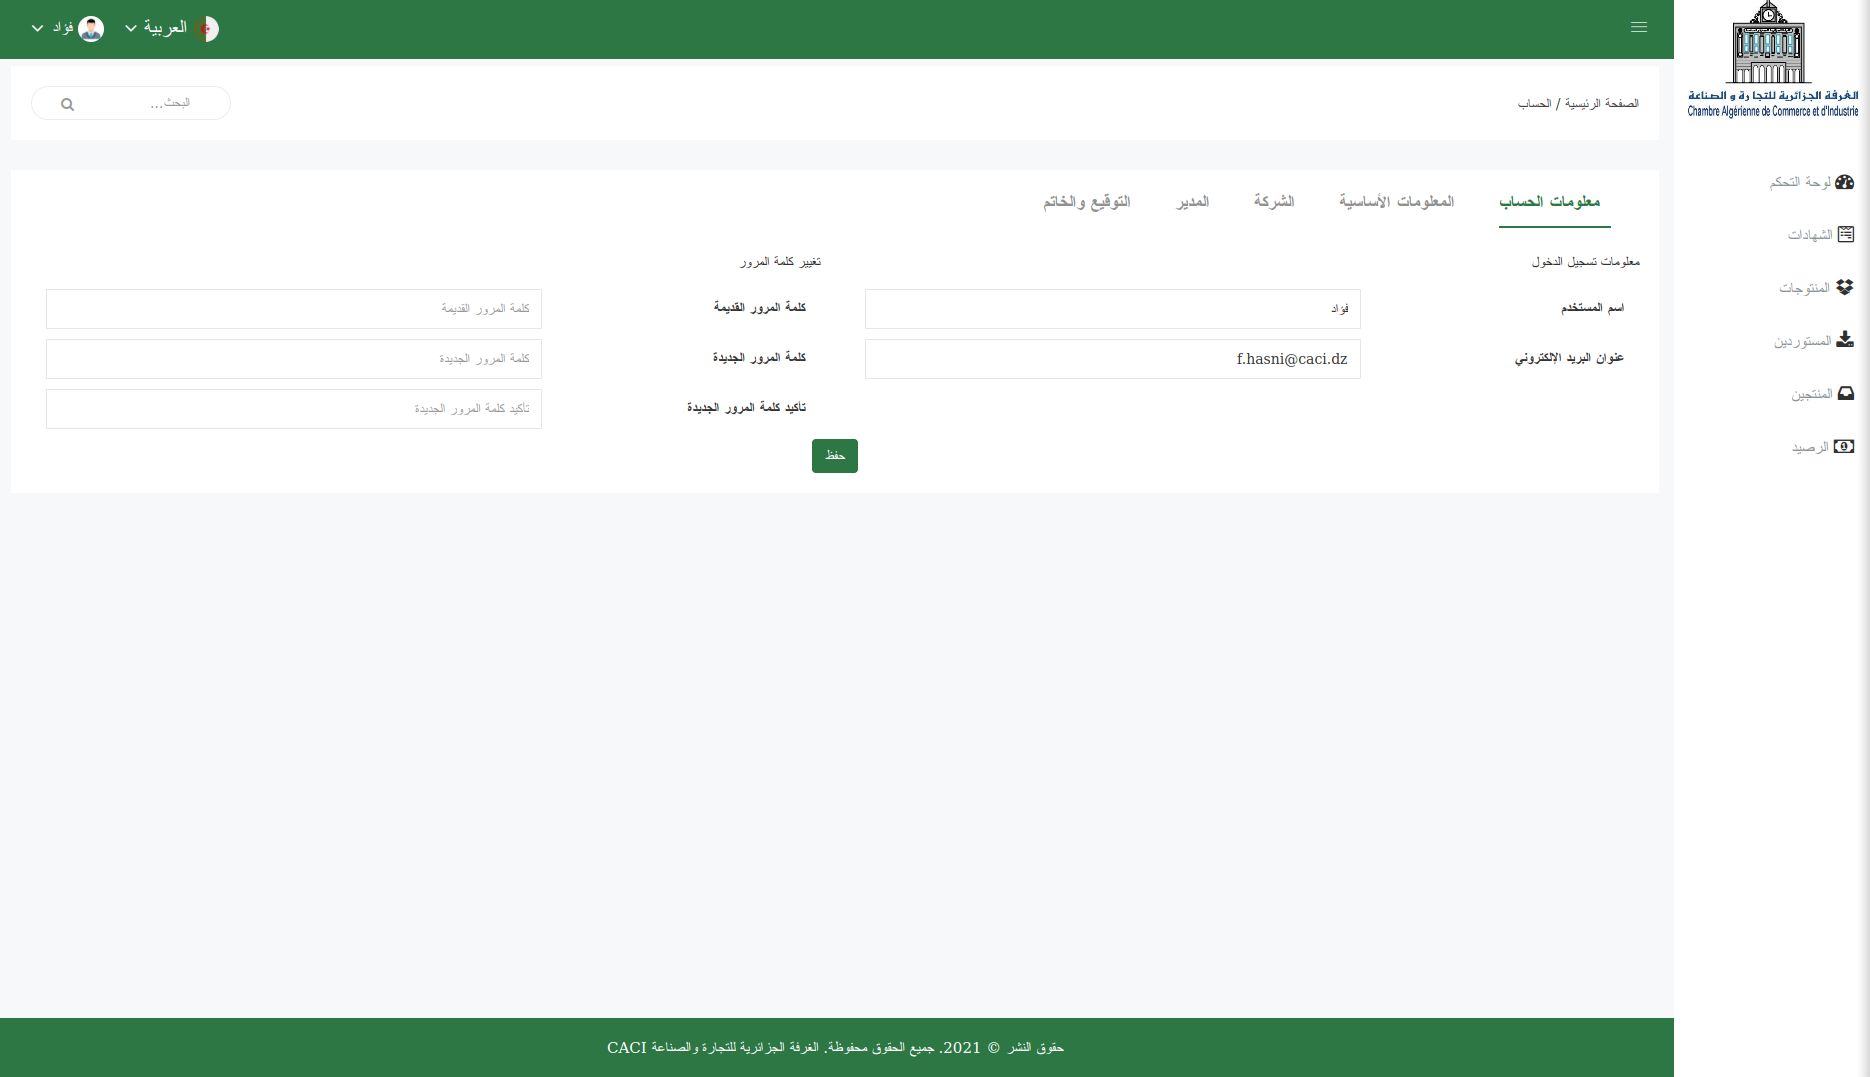 العربية
فؤاد
الغرفة الجزائرية للتجارة و الصناعة
Chambre Algérienne de Commerce et d'Industrie
لوحة التحكم
الشهادات
المنتوجات
المستوردين
المنتجين
الرصيد
الصفحة الرئيسية / الحساب
البحث...
معلومات الحساب
المعلومات الأساسية
الشركة
المدير
التوقيع والخاتم
معلومات تسجيل الدخول
اسم المستخدم
فؤاد
عنوان البريد الإلكتروني
f.hasni@caci.dz
تغيير كلمة المرور
كلمة المرور القديمة
كلمة المرور القديمة
كلمة المرور الجديدة
كلمة المرور الجديدة
تأكيد كلمة المرور الجديدة
تأكيد كلمة المرور الجديدة
حفظ
حقوق النشر © 2021. جميع الحقوق محفوظة. الغرفة الجزائرية للتجارة والصناعة CACI